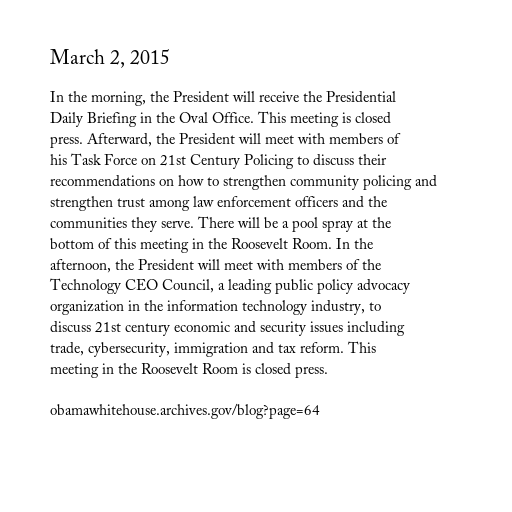 March 2, 2015
In the morning, the President will receive the Presidential
Daily Briefing in the Oval Office. This meeting is closed
press. Afterward, the President will meet with members of
his Task Force on 21st Century Policing to discuss their
recommendations on how to strengthen community policing and
strengthen trust among law enforcement officers and the
communities they serve. There will be a pool spray at the
bottom of this meeting in the Roosevelt Room. In the
afternoon, the President will meet with members of the
Technology CEO Council, a leading public policy advocacy
organization in the information technology industry, to
discuss 21st century economic and security issues including
trade, cybersecurity, immigration and tax reform. This
meeting in the Roosevelt Room is closed press.
obamawhitehouse.archives.gov/blog?page=64